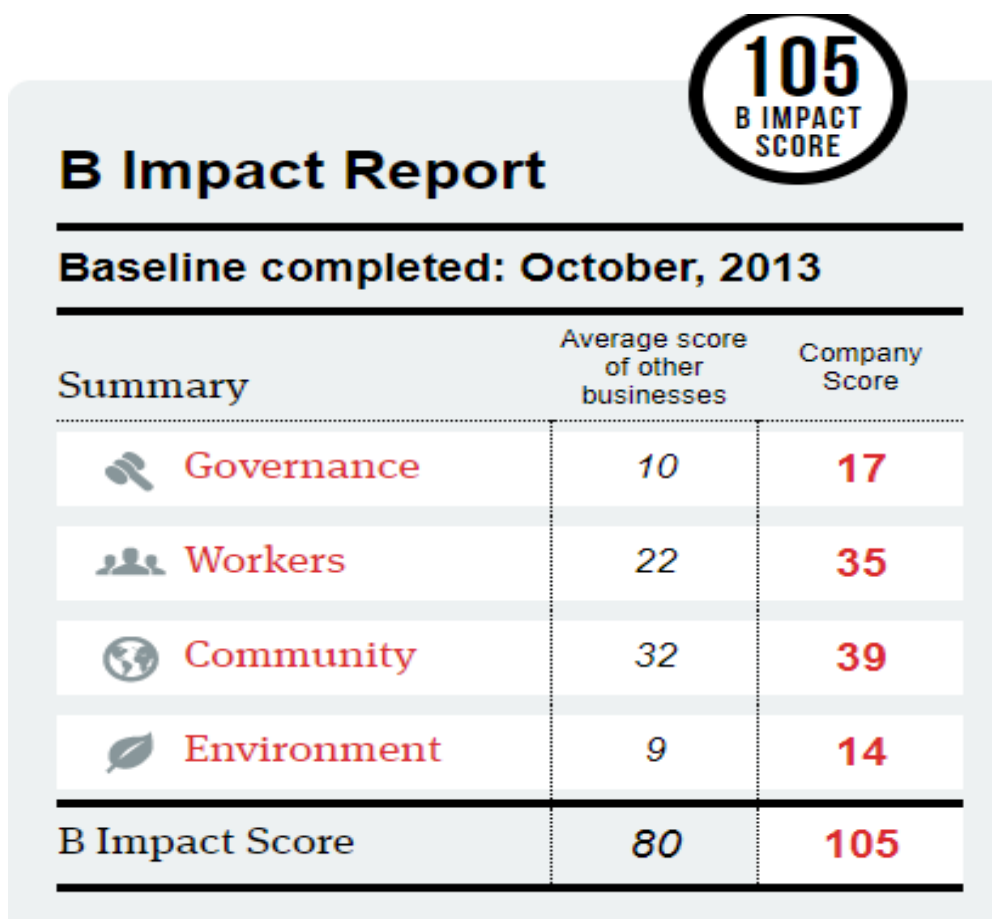 105
B IMPACT
SCORE
B Impact Report
Baseline completed: October, 2013
Summary
Average score
of other
businesses
Company
Score
Governance 10 17
Workers 22 35
Community 32 39
Environment 9 14
B Impact Score 80 105